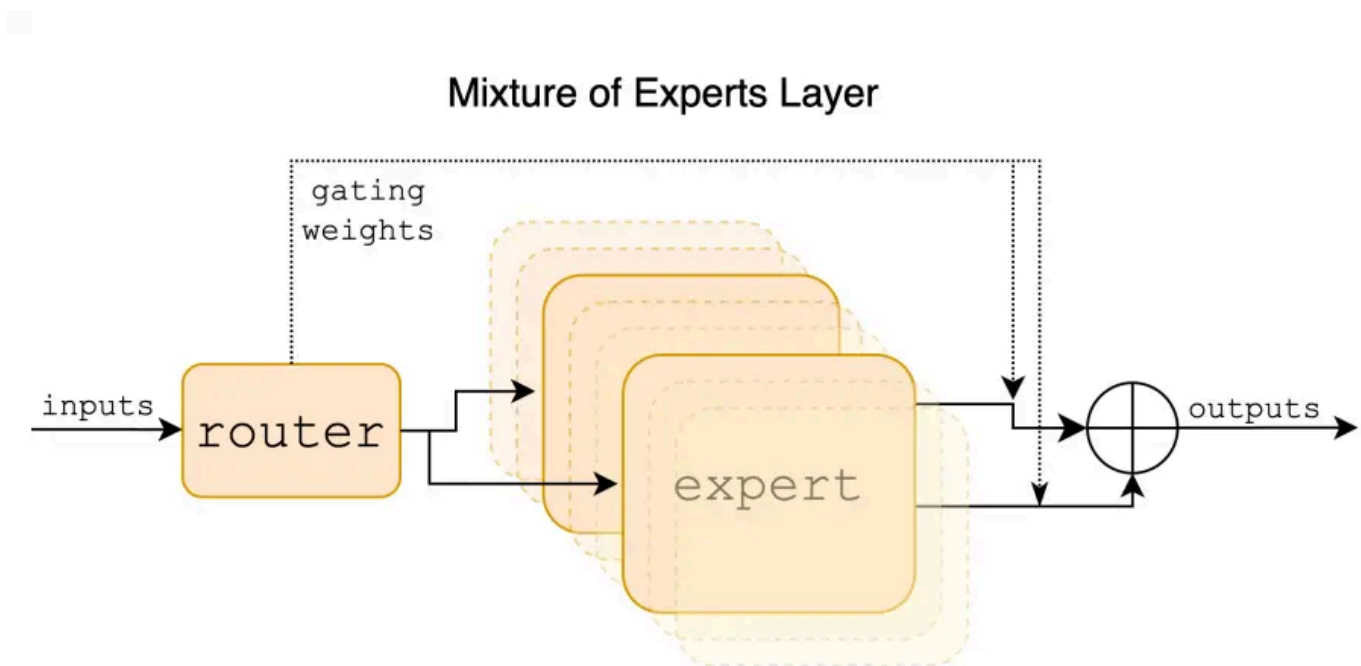 Mixture of Experts Layer
gating
weights
inputs
router
expert
outputs